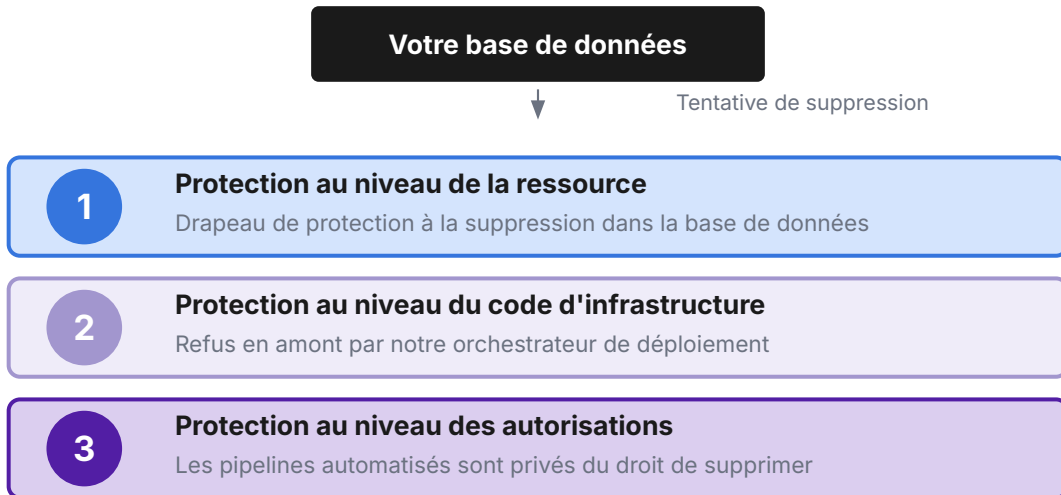 Votre base de données
Tentative de suppression
1
Protection au niveau de la ressource
Drapeau de protection à la suppression dans la base de données
2
Protection au niveau du code d'infrastructure
Refus en amont par notre orchestrateur de déploiement
3
Protection au niveau des autorisations
Les pipelines automatisés sont privés du droit de supprimer